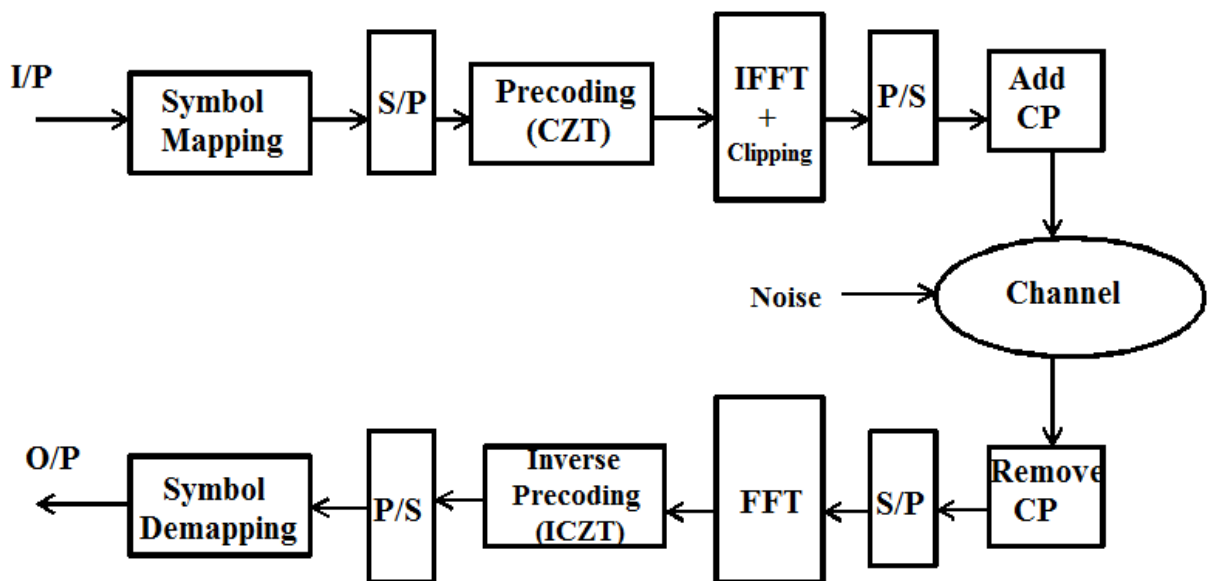 I/P
Symbol
Mapping
S/P
Precoding
(CZT)
IFFT
+
Clipping
P/S
Add
CP
Noise
Channel
O/P
Symbol
Demapping
P/S
Inverse
Precoding
(ICZT)
FFT
S/P
Remove
CP